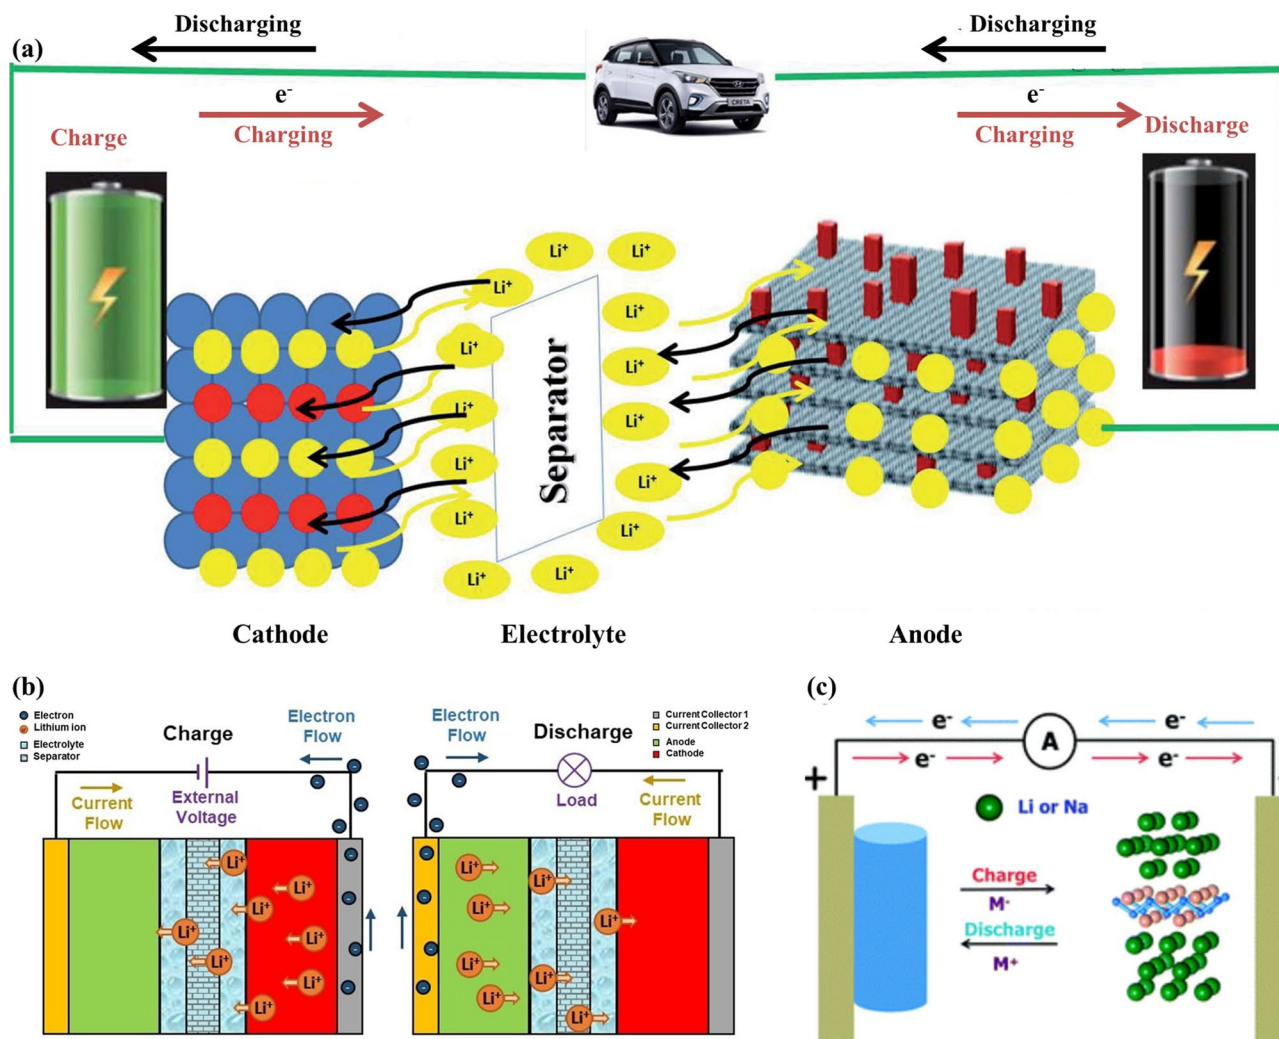 Discharging
Discharging
(a)
e-
e-
Charge
Charging
Charging
Discharge
CRETA
Li+
Li+
Li+
Li+
Li+
Li+
Li+
Li+
Li+
Li+
Li+
Li+
Li+
Li+
Separator
Cathode
Electrolyte
Anode
(b)
Electron
Lithium ion
Electrolyte
Separator
Charge
Electron
Flow
Current
Flow
External
Voltage
Li+
Li+
Li+
Li+
Li+
Li+
Li+
Li+
Electron
Flow
Discharge
Current Collector 1
Current Collector 2
Anode
Cathode
Load
Current
Flow
Li+
Li+
Li+
Li+
Li+
Li+
Li+
Li+
(c)
e-
e-
A
e-
e-
+
Li or Na
Charge
M-
Discharge
M+